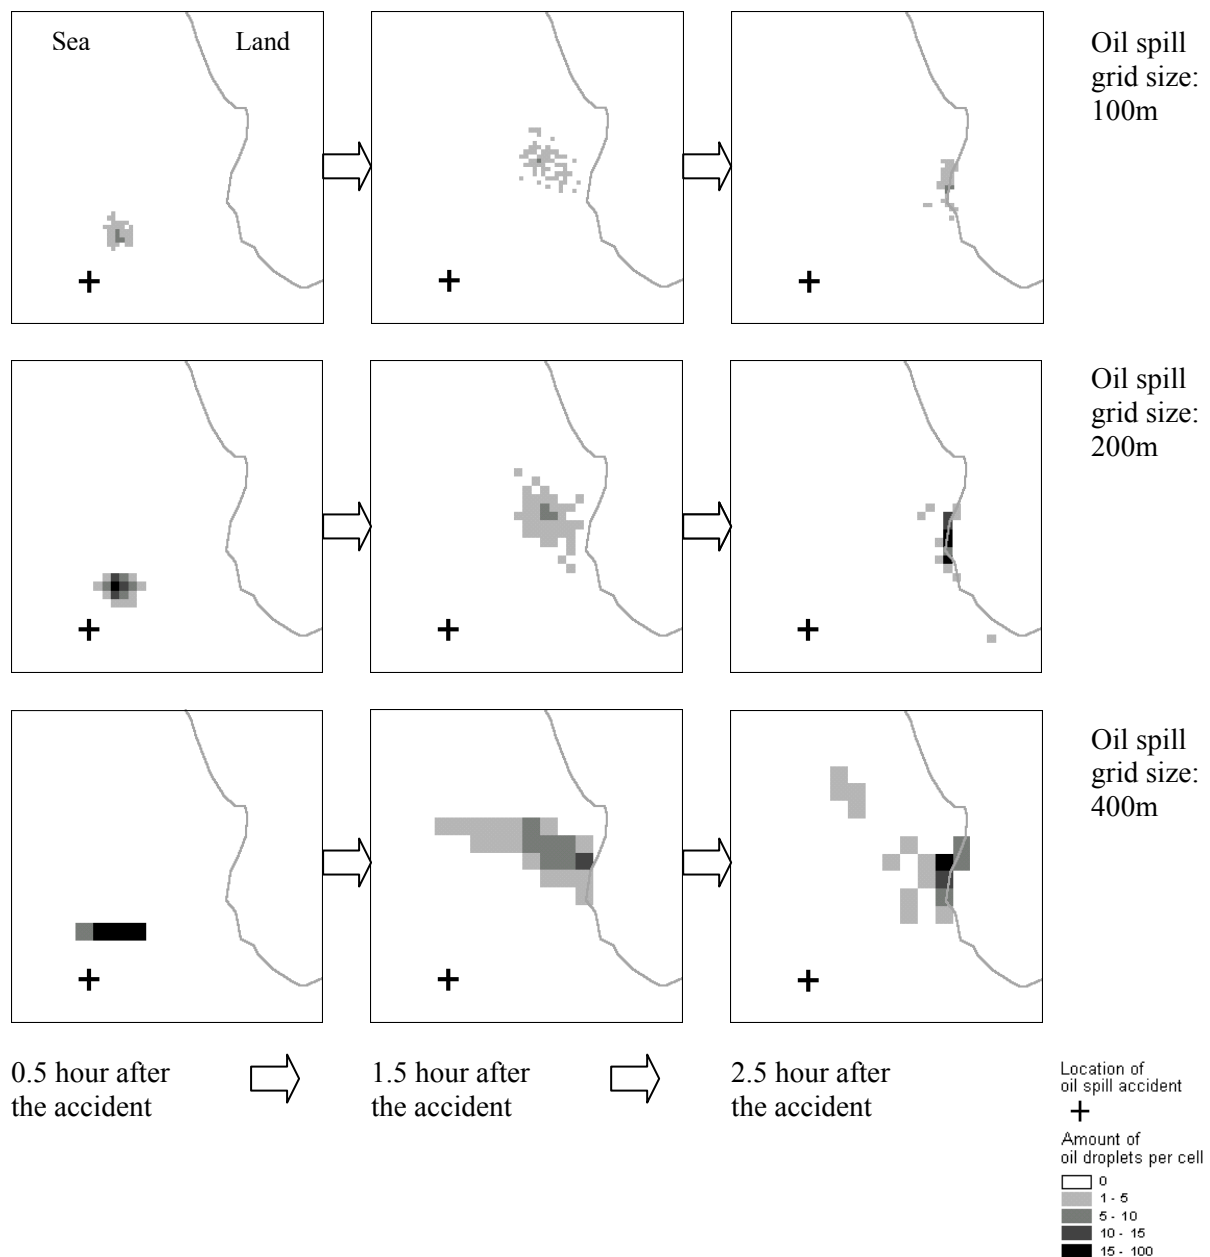 Sea
Land
Oil spill
grid size:
100m
Oil spill
grid size:
200m
Oil spill
grid size:
400m
0.5 hour after
the accident
1.5 hour after
the accident
2.5 hour after
the accident
Location of
oil spill accident
Amount of
oil droplets per cell
0
1 - 5
5 - 10
10 - 15
15 - 100